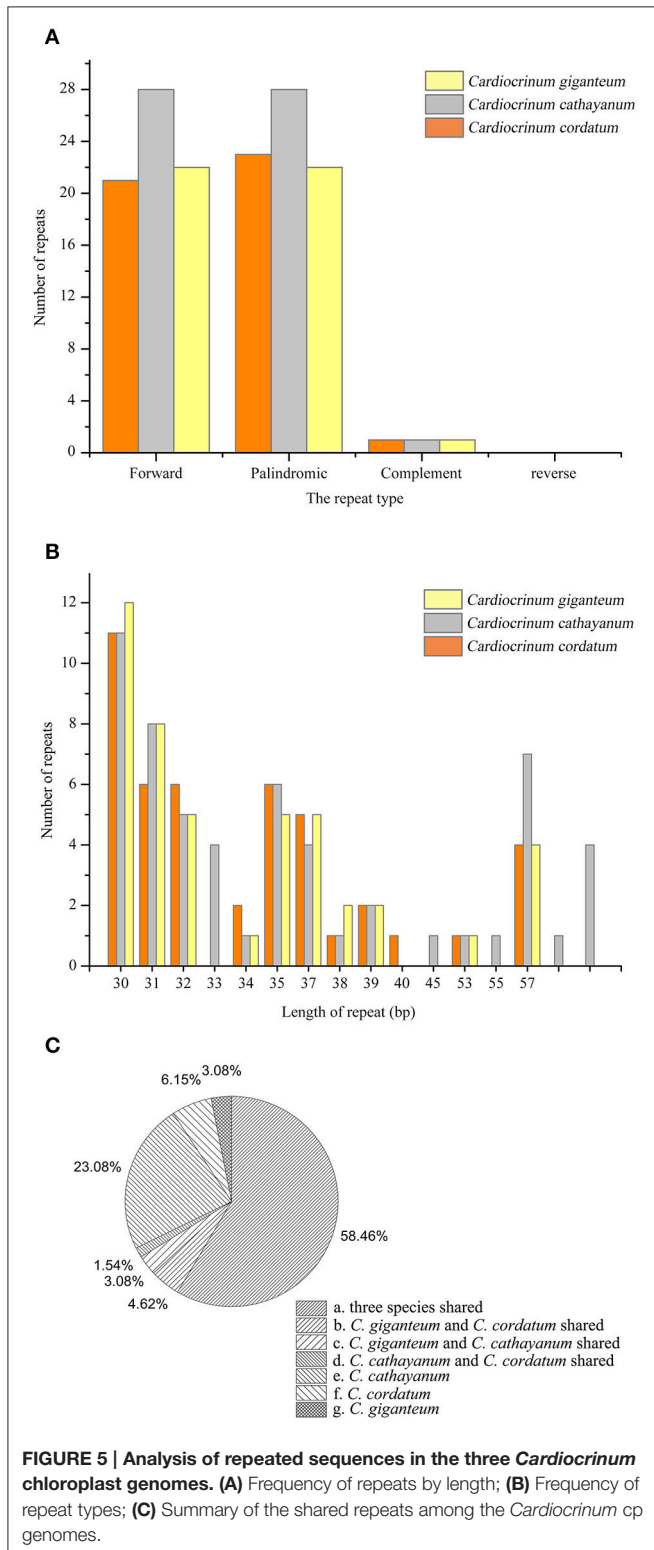 A
Cardiocrinum giganteum
Cardiocrinum cathayanum
Cardiocrinum cordatum
28
24
20
16
12
8
4
0
Number of repeats
Forward Palindromic Complement reverse
The repeat type
B
Cardiocrinum giganteum
Cardiocrinum cathayanum
Cardiocrinum cordatum
12
10
8
6
4
2
0
Number of repeats
30 31 32 33 34 35 37 38 39 40 45 53 55 57
Length of repeat (bp)
C
3.08%
6.15%
23.08%
58.46%
1.54%
3.08%
4.62%
a. three species shared
b. C. giganteum and C. cordatum shared
c. C. giganteum and C. cathayanum shared
d. C. cathayanum and C. cordatum shared
e. C. cathayanum
f. C. cordatum
g. C. giganteum
FIGURE 5 | Analysis of repeated sequences in the three Cardiocrinum
chloroplast genomes. (A) Frequency of repeats by length; (B) Frequency of
repeat types; (C) Summary of the shared repeats among the Cardiocrinum cp
genomes.